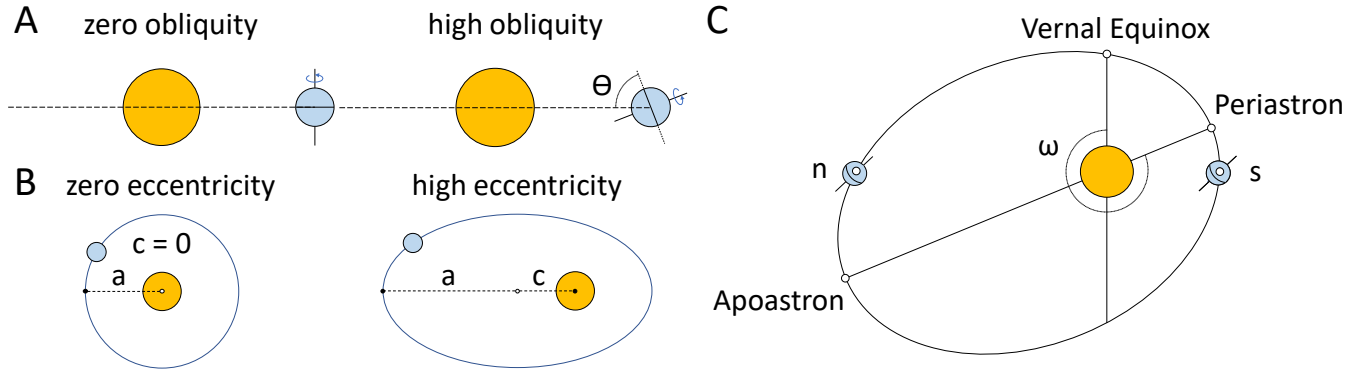 A
zero obliquity
high obliquity
ϴ
B
zero eccentricity
high eccentricity
c = 0
a
a
c
C
Vernal Equinox
Periastron
ω
n
s
Apoastron